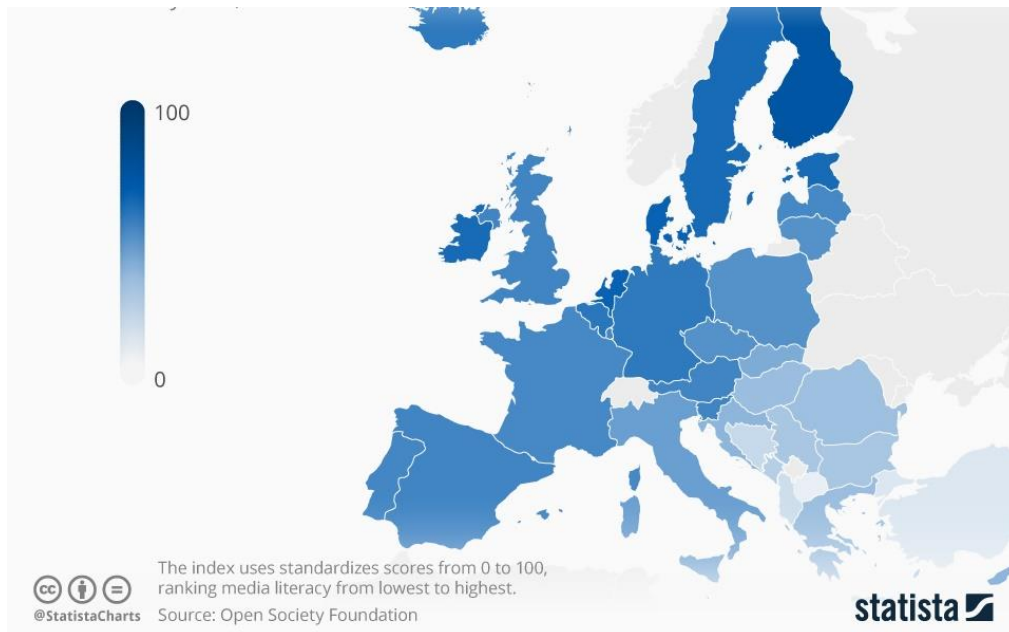 100
0
The index uses standardizes scores from 0 to 100,
ranking media literacy from lowest to highest.
@StatistaCharts Source: Open Society Foundation
statista